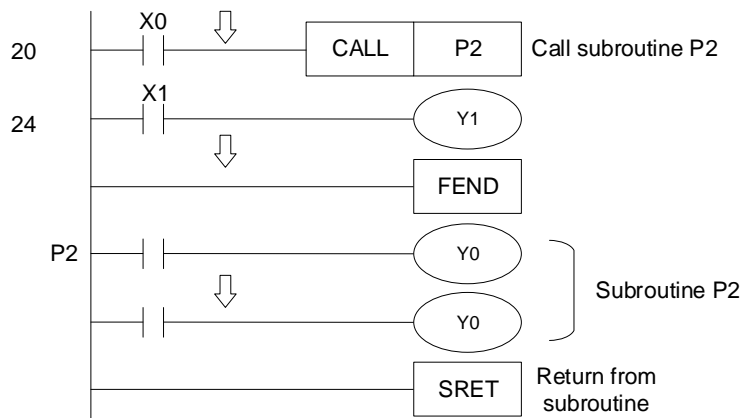 X0
20 CALL P2 Call subroutine P2
X1
24 Y1
FEND
P2 Y0
Subroutine P2
Y0
SRET Return from
subroutine